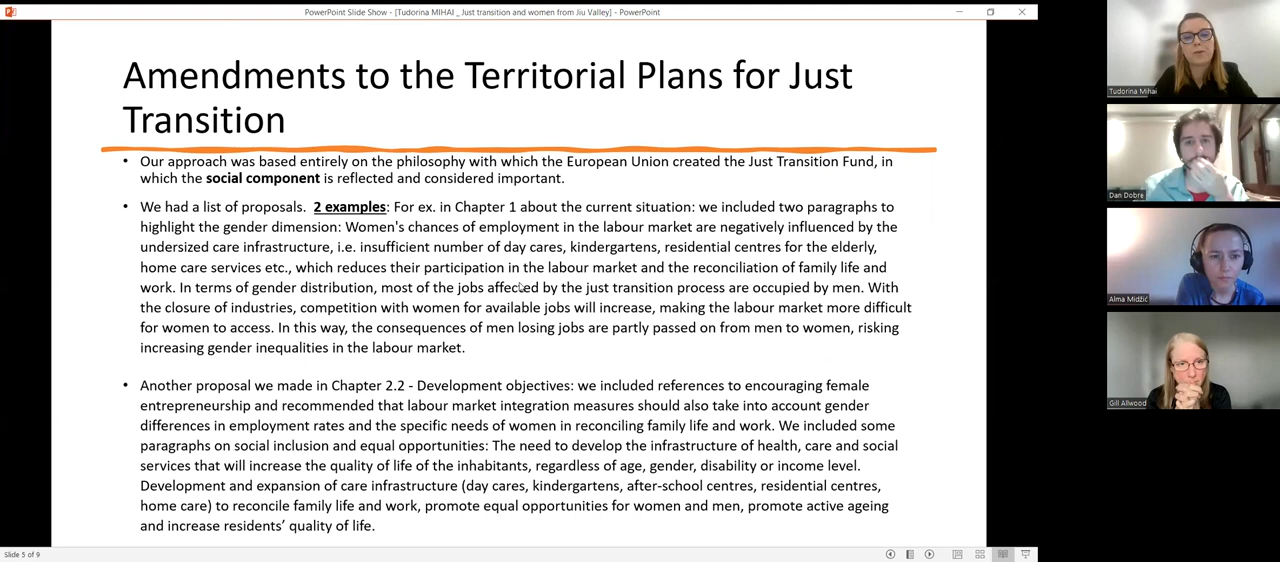 PowerPoint Slide Show - [Tudorina MIHAI _ Just transition and women from Jiu Valley] - PowerPoint
Amendments to the Territorial Plans for Just
Transition
• Our approach was based entirely on the philosophy with which the European Union created the Just Transition Fund, in
which the social component is reflected and considered important.
• We had a list of proposals. 2 examples: Forex. in Chapter 1 about the current situation: we included two paragraphs to
highlight the gender dimension: Women's chances of employment in the labour market are negatively influenced by the
undersized care infrastructure, i.e. insufficient number of day cares, kindergartens, residential centres for the elderly,
home care services etc., which reduces their participation in the labour market and the reconciliation of family life and
work. In terms of gender distribution, most of the jobs affected by the just transition process are occupied by men. With
the closure of industries, competition with women for available jobs will increase, making the labour market more difficult
for women to access. In this way, the consequences of men losing jobs are partly passed on from men to women, risking
increasing gender inequalities in the labour market.
• Another proposal we made in Chapter 2.2 - Development objectives: we included references to encouraging female
entrepreneurship and recommended that labour market integration measures should also take into account gender
differences in employment rates and the specific needs of women in reconciling family life and work. We included some
paragraphs on social inclusion and equal opportunities: The need to develop the infrastructure of health, care and social
services that will increase the quality of life of the inhabitants, regardless of age, gender, disability or income level.
Development and expansion of care infrastructure (day cares, kindergartens, after-school centres, residential centres,
home care) to reconcile family life and work, promote equal opportunities for women and men, promote active ageing
and increase residents' quality of life.
Slide 5 of 9
Tudorina Mihai
Dan Dobre
Alma Midžić
Gill Allwood